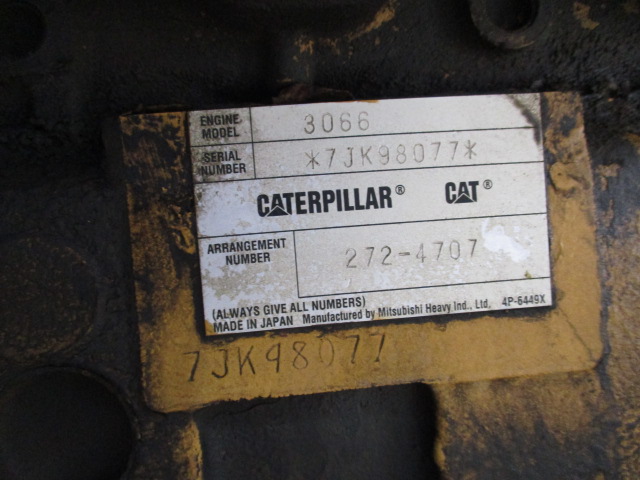 ENGINE MODEL 3066
SERIAL NUMBER *7JK98077*
CATERPILLAR® CAT®
ARRANGEMENT NUMBER 272-4707
(ALWAYS GIVE ALL NUMBERS)
MADE IN JAPAN Manufactured by Mitsubishi Heavy Ind., Ltd. 4P-6449X
7JK98077